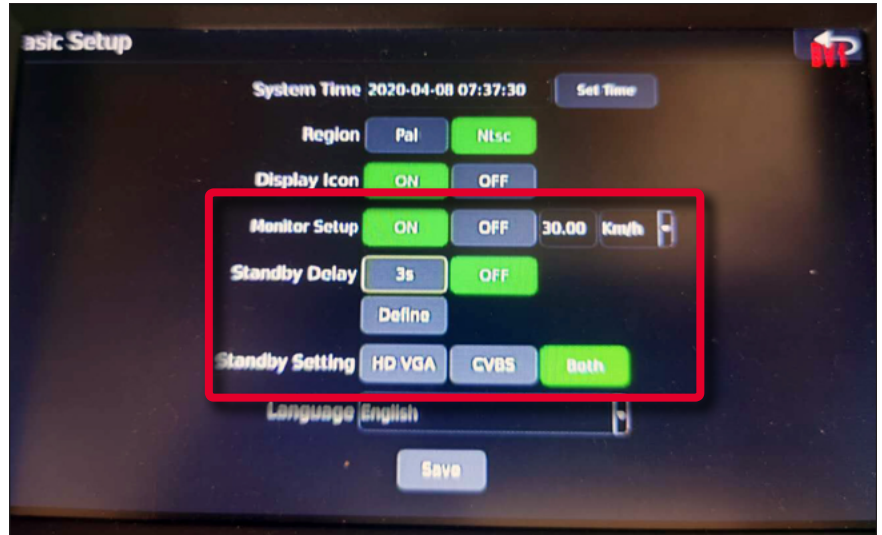 asic Setup
System Time 2020-04-08 07:37:30 Set Time
Region Pal Ntsc
Display Icon ON OFF
Monitor Setup ON OFF 30.00 Km/h
Standby Delay 3s OFF
Define
Standby Setting HD VGA CVBS Both
Language English
Save